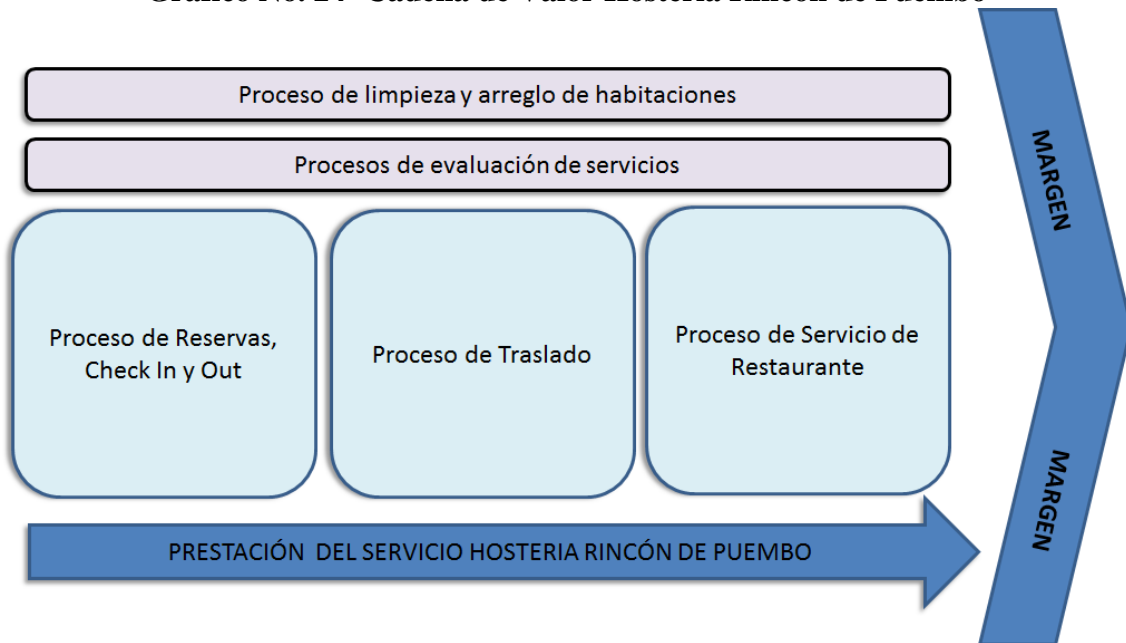 Proceso de limpieza y arreglo de habitaciones
Procesos de evaluación de servicios
Proceso de Reservas,
Check In y Out
Proceso de Traslado
Proceso de Servicio de
Restaurante
PRESTACIÓN DEL SERVICIO HOSTERIA RINCÓN DE PUEMBO
MARGEN
MARGEN